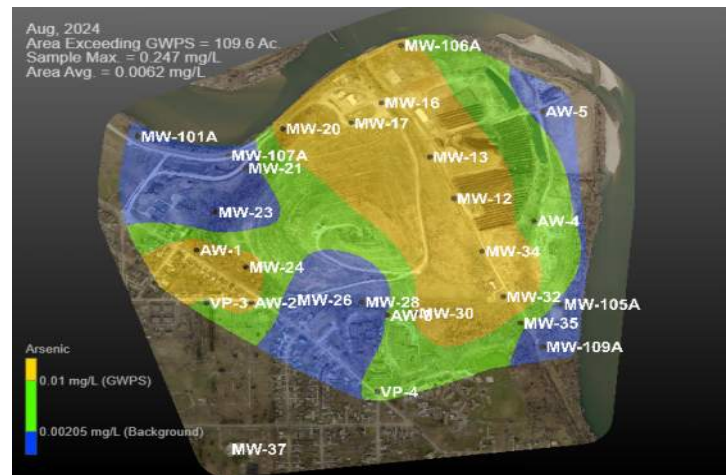 Aug, 2024
Area Exceeding GWPS = 109.6 Ac.
Sample Max. = 0.247 mg/L
Area Avg. = 0.0062 mg/L
MW-106A
MW-16
AW-5
MW-17
MW-20
MW-101A
MW-107A
MW-13
MW-21
MW-12
MW-23
AW-4
AW-1
MW-34
MW-24
MW-32
VP-3
AW-2
MW-26
MW-28
MW-105A
MW-30
MW-35
MW-109A
Arsenic
0.01 mg/L (GWPS)
VP-4
0.00205 mg/L (Background)
MW-37